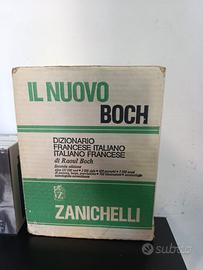 IL NUOVO
BOCH
DIZIONARIO
FRANCESE ITALIANO
ITALIANO FRANCESE
di Raoul Boch
Seconda edizione
ZANICHELLI
subito